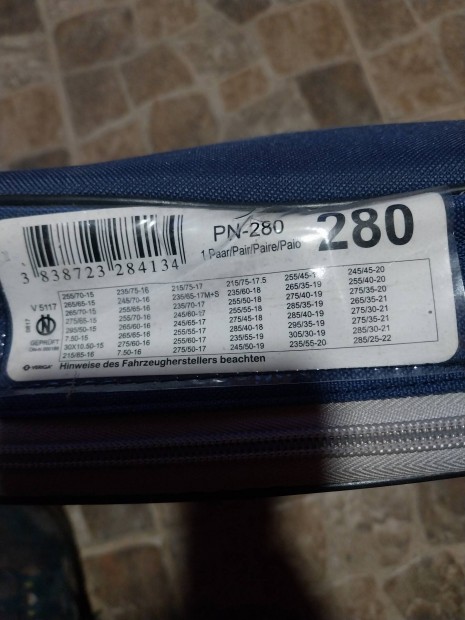 PN-280
280
1 Paar/Pair/Paire/Paio
3 838723 284134
V 5117
GEPRÜFT
255/70-15 235/75-16 215/75-17 215/75-17.5 255/45-1 245/45-20
265/65-15 245/70-16 235/65-17M+S 235/60-18 265/35-19 255/40-20
265/70-15 255/65-16 235/70-17 255/50-18 275/40-19 275/35-20
275/65-15 255/70-16 255/60-17 255/55-18 285/35-19 265/35-21
295/50-16 265/60-16 245/65-17 275/45-18 285/40-19 275/35-21
7.50-15 265/65-16 255/55-17 285/40-18 295/35-19 285/30-21
30X10.50-15 275/60-16 255/60-17 235/55-19 305/30-19 285/35-21
215/85-16 7.50-16 275/50-17 245/50-19 235/55-20 285/25-22
Hinweise des Fahrzeugherstellers beachten